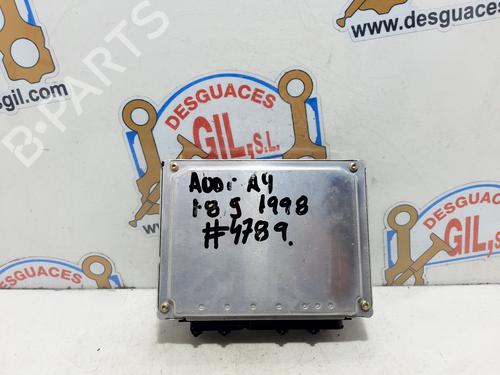 desguaces
gil.com
B-PARTS
DESGUACES
GIL,S.L.
www.desguaces
DESGUACES
GIL,S.L.
AUDI A4
1.8 g 1998
#4789.